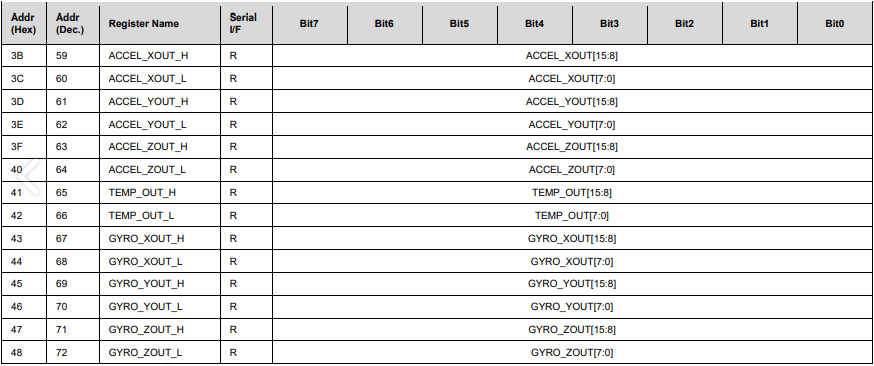 Addr (Hex) Addr (Dec.) Register Name Serial I/F Bit7 Bit6 Bit5 Bit4 Bit3 Bit2 Bit1 Bit0
3B 59 ACCEL_XOUT_H R ACCEL_XOUT[15:8]
3C 60 ACCEL_XOUT_L R ACCEL_XOUT[7:0]
3D 61 ACCEL_YOUT_H R ACCEL_YOUT[15:8]
3E 62 ACCEL_YOUT_L R ACCEL_YOUT[7:0]
3F 63 ACCEL_ZOUT_H R ACCEL_ZOUT[15:8]
40 64 ACCEL_ZOUT_L R ACCEL_ZOUT[7:0]
41 65 TEMP_OUT_H R TEMP_OUT[15:8]
42 66 TEMP_OUT_L R TEMP_OUT[7:0]
43 67 GYRO_XOUT_H R GYRO_XOUT[15:8]
44 68 GYRO_XOUT_L R GYRO_XOUT[7:0]
45 69 GYRO_YOUT_H R GYRO_YOUT[15:8]
46 70 GYRO_YOUT_L R GYRO_YOUT[7:0]
47 71 GYRO_ZOUT_H R GYRO_ZOUT[15:8]
48 72 GYRO_ZOUT_L R GYRO_ZOUT[7:0]